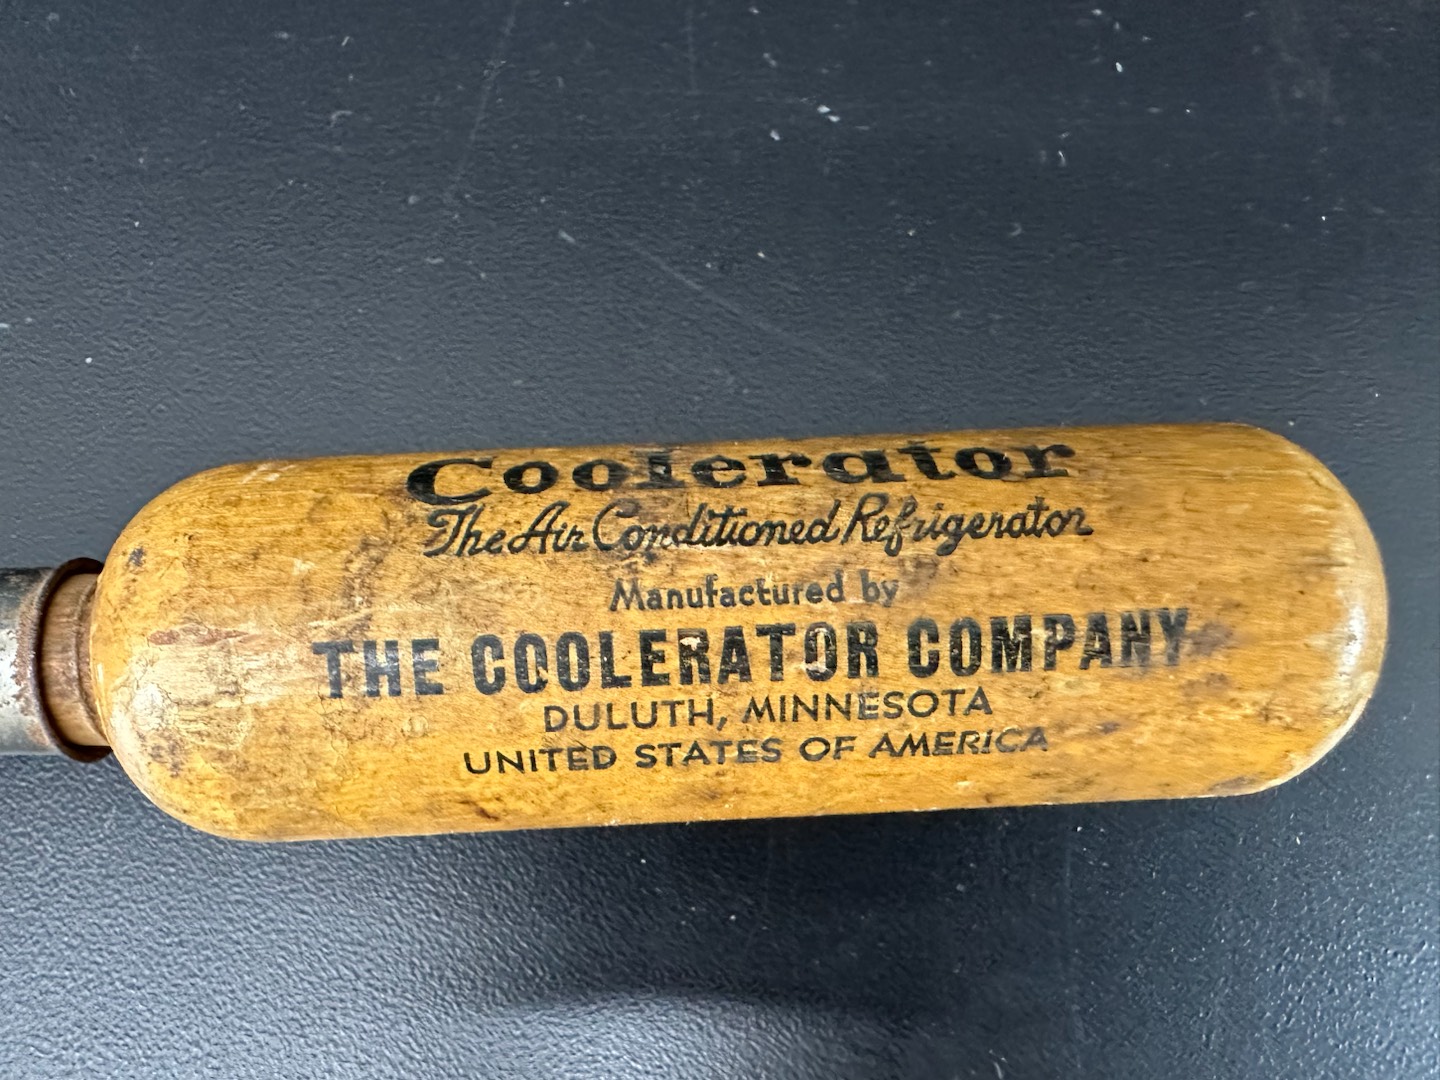 Coolerator
The Air Conditioned Refrigerator
Manufactured by
THE COOLERATOR COMPANY
DULUTH, MINNESOTA
UNITED STATES OF AMERICA